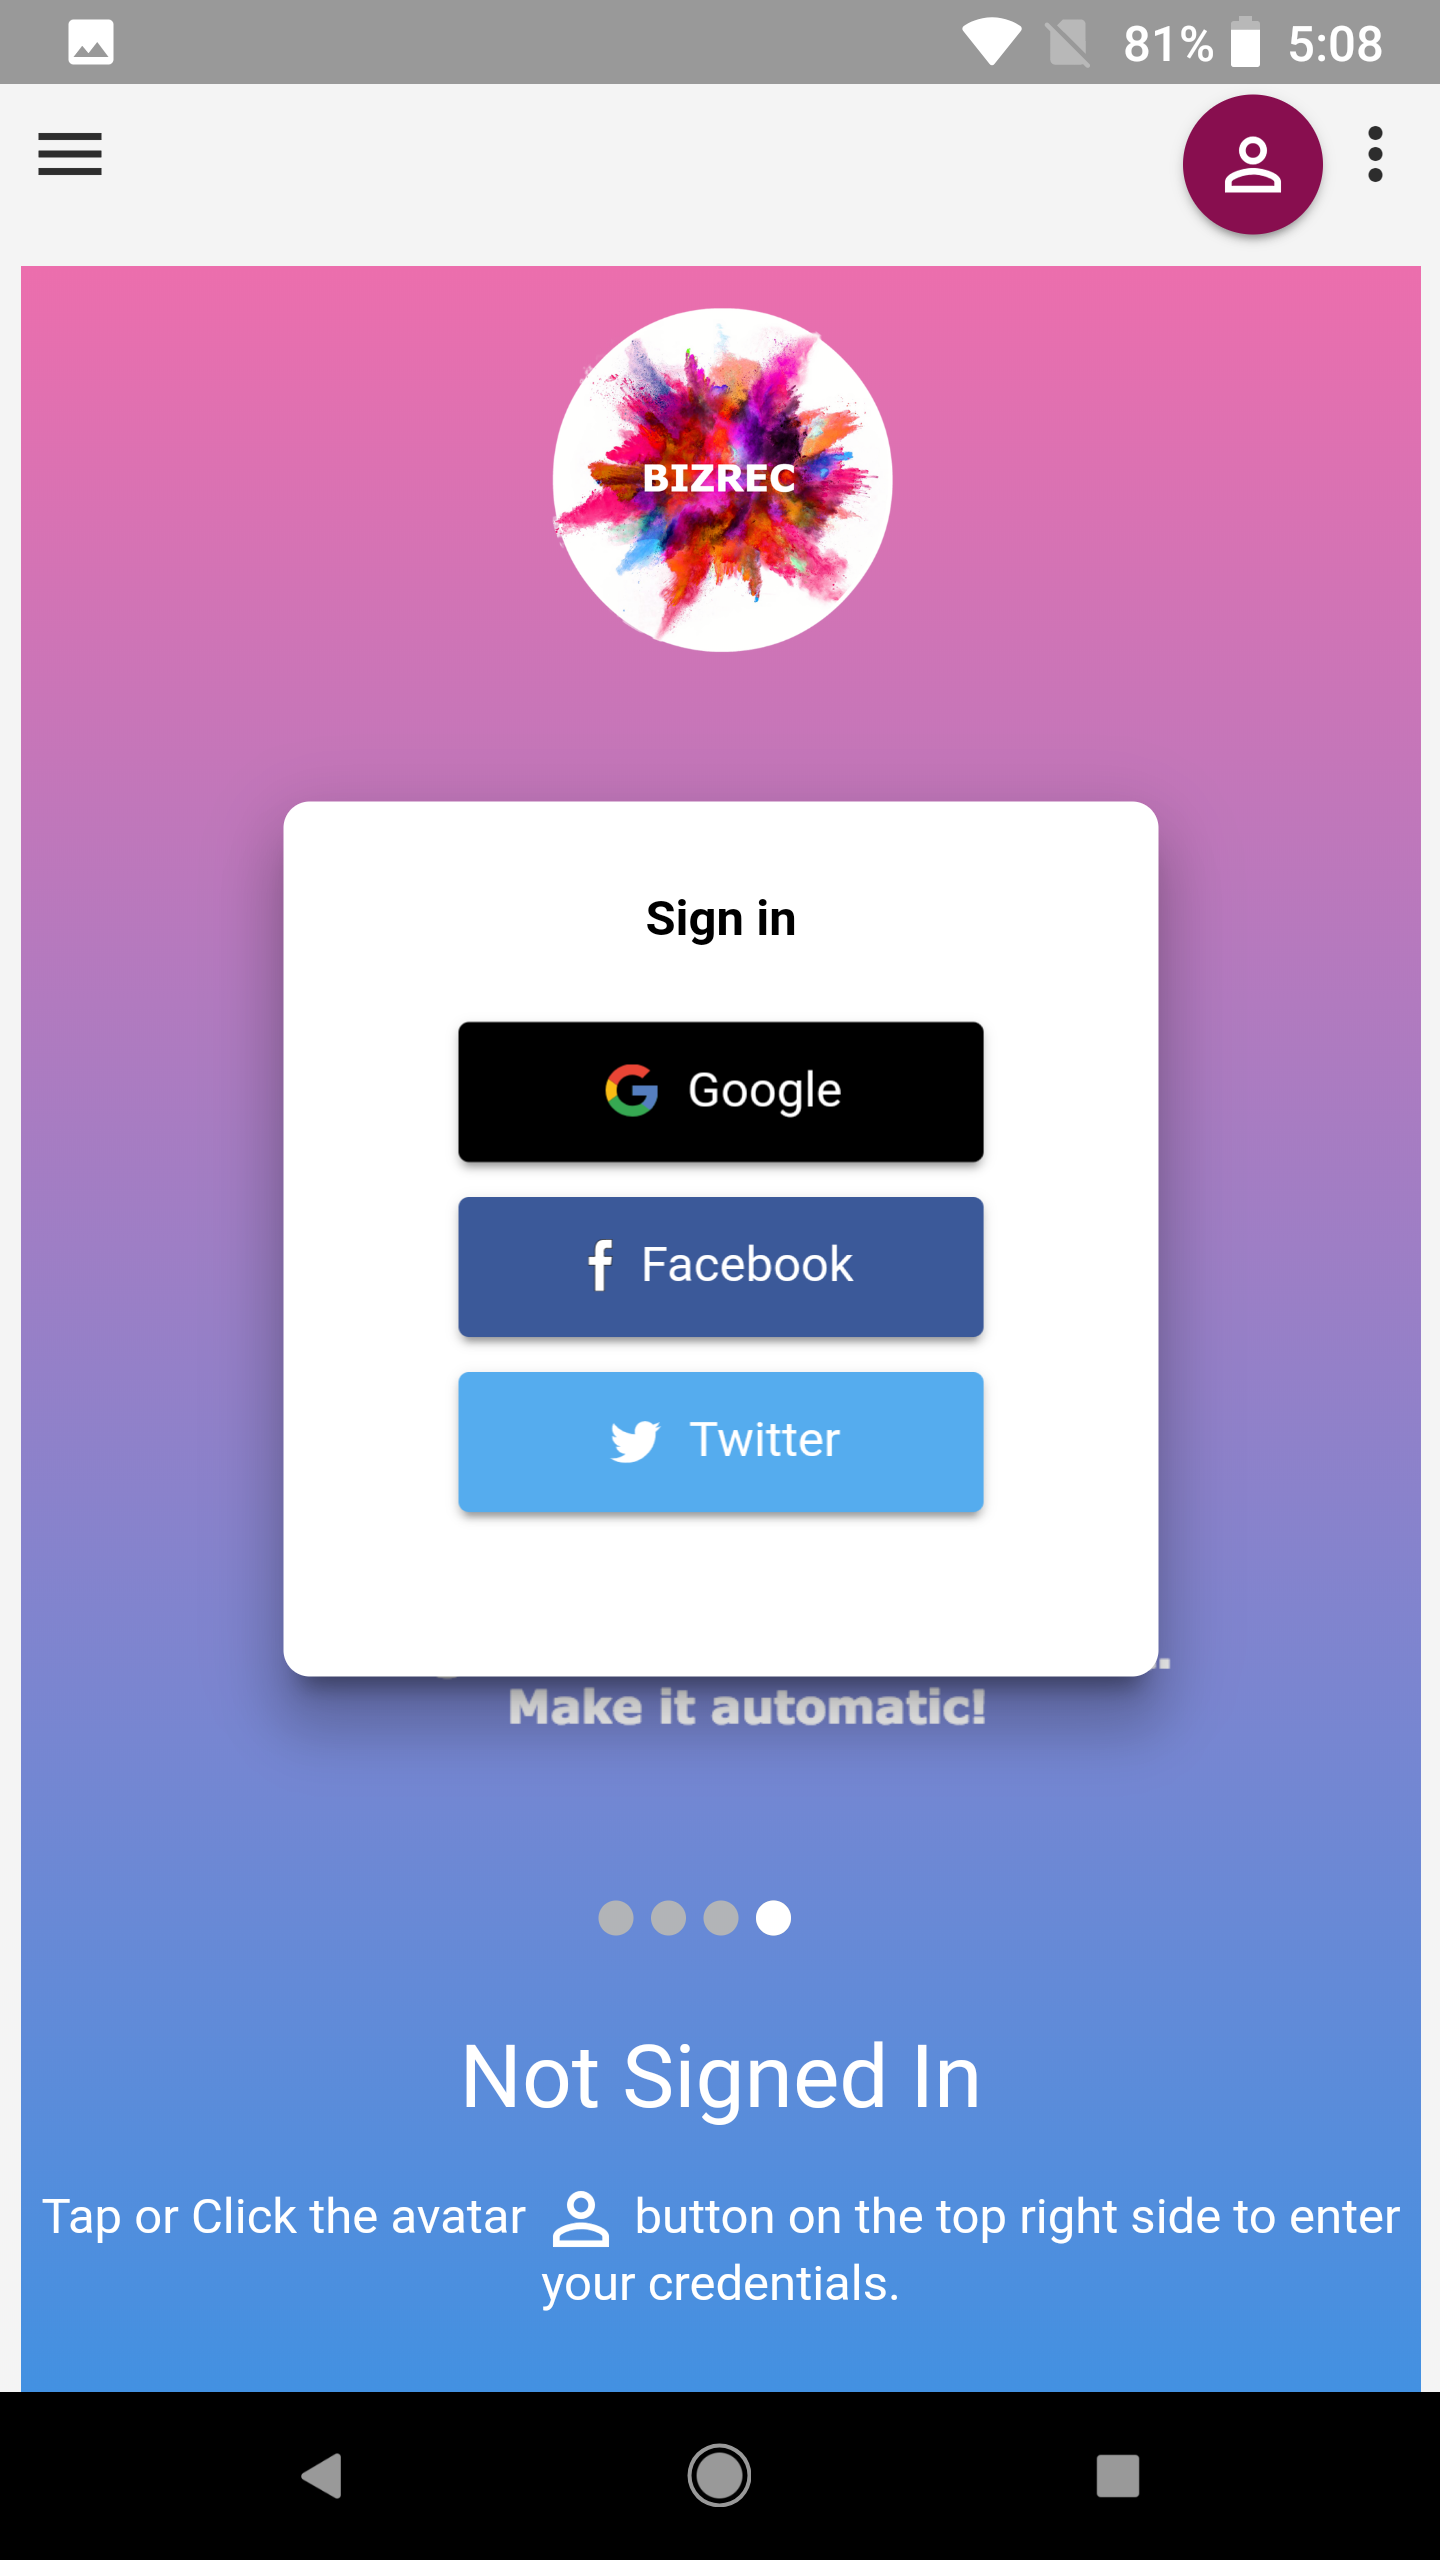 81% 5:08
BIZREC
Sign in
Google
Facebook
Twitter
Make it automatic!
Not Signed In
Tap or Click the avatar button on the top right side to enter
your credentials.